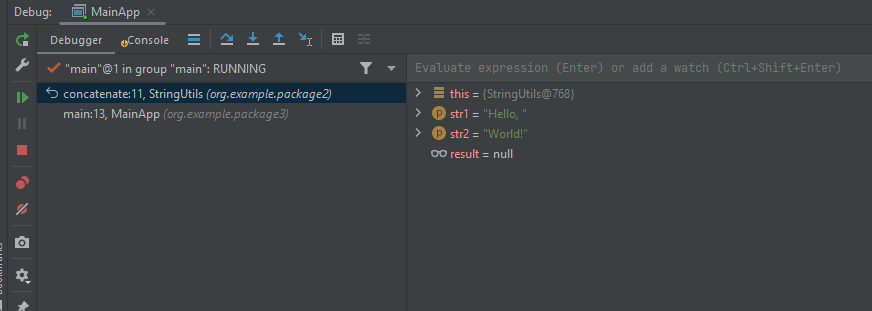 Debug: MainApp
Debugger Console
"main"@1 in group "main": RUNNING
Evaluate expression (Enter) or add a watch (Ctrl+Shift+Enter)
concatenate:11, StringUtils (org.example.package2)
main:13, MainApp (org.example.package3)
this = {StringUtils@768}
p str1 = "Hello, "
p str2 = "World!"
result = null